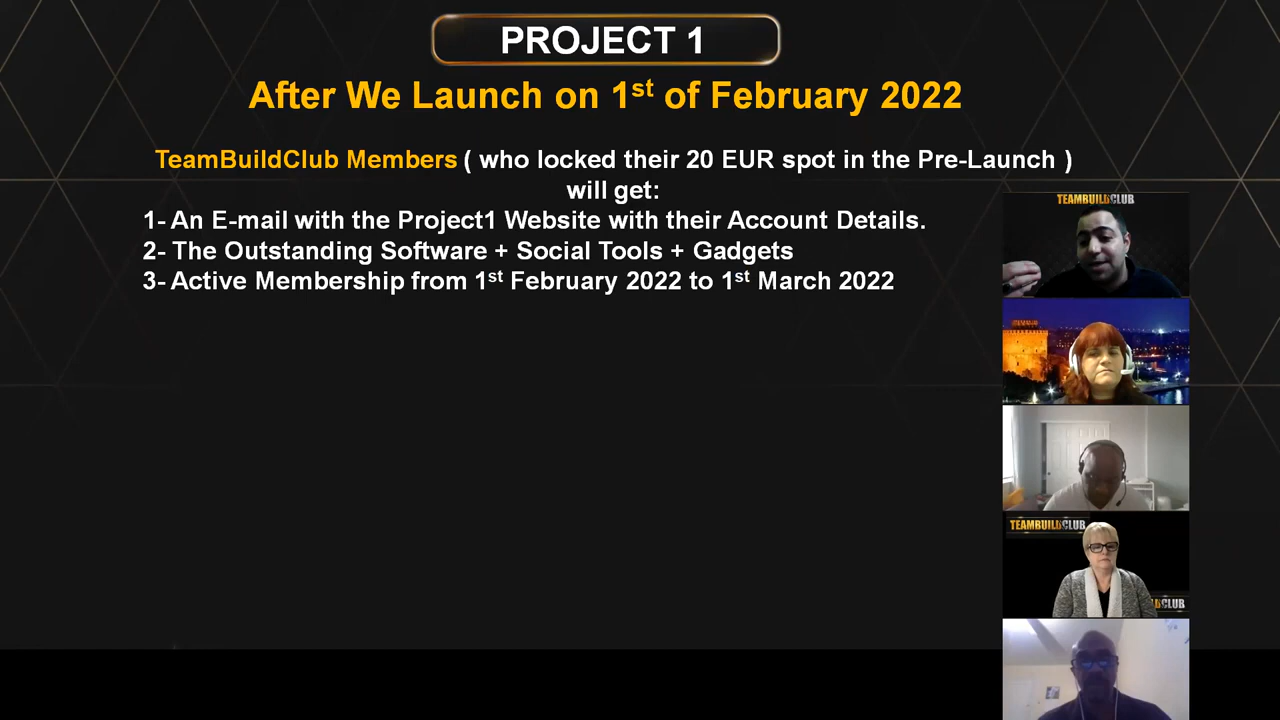 PROJECT 1
After We Launch on 1st of February 2022
TeamBuildClub Members ( who locked their 20 EUR spot in the Pre-Launch )
will get:
1- An E-mail with the Project1 Website with their Account Details.
2- The Outstanding Software + Social Tools + Gadgets
3- Active Membership from 1st February 2022 to 1st March 2022
TEAMBUILDCLUB
TEAMBUILDCLUB
CLUB